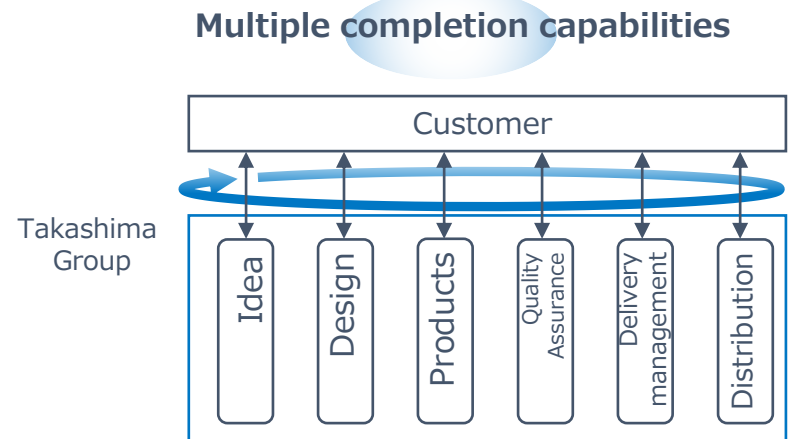 Multiple completion capabilities
Customer
Takashima
Group
Idea
Design
Products
Quality
Assurance
Delivery
management
Distribution